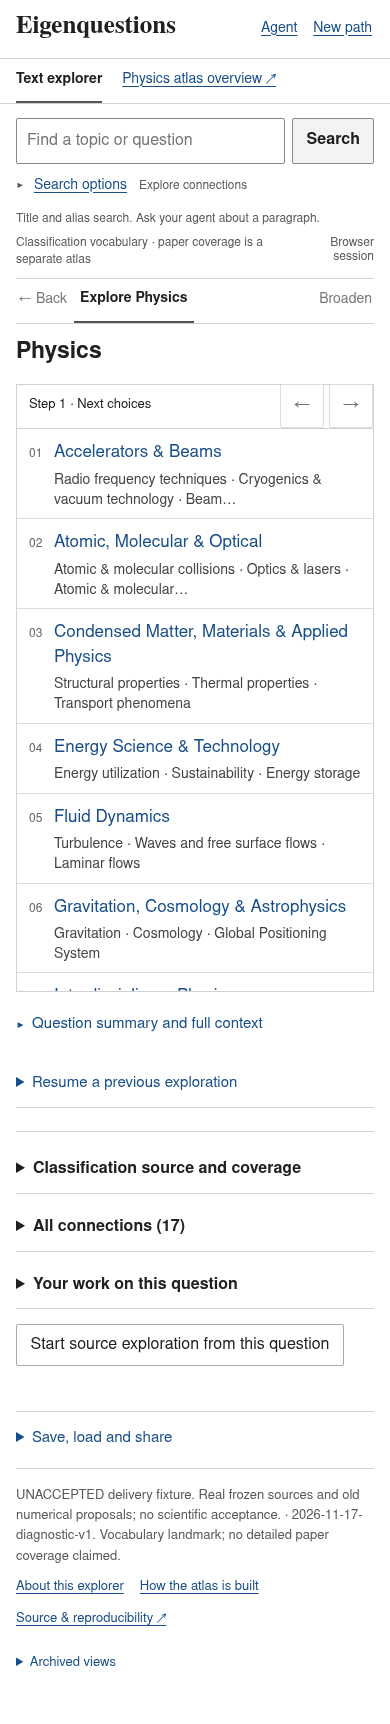 Eigenquestions
Agent New path
Text explorer Physics atlas overview ↗
Find a topic or question Search
▸ Search options Explore connections
Title and alias search. Ask your agent about a paragraph.
Classification vocabulary · paper coverage is a
separate atlas
Browser
session
← Back Explore Physics Broaden
Physics
Step 1 · Next choices ← →
01 Accelerators & Beams
Radio frequency techniques · Cryogenics &
vacuum technology · Beam…
02 Atomic, Molecular & Optical
Atomic & molecular collisions · Optics & lasers ·
Atomic & molecular…
03 Condensed Matter, Materials & Applied
Physics
Structural properties · Thermal properties ·
Transport phenomena
04 Energy Science & Technology
Energy utilization · Sustainability · Energy storage
05 Fluid Dynamics
Turbulence · Waves and free surface flows ·
Laminar flows
06 Gravitation, Cosmology & Astrophysics
Gravitation · Cosmology · Global Positioning
System
▸ Question summary and full context
▶ Resume a previous exploration
▶ Classification source and coverage
▶ All connections (17)
▶ Your work on this question
Start source exploration from this question
▶ Save, load and share
UNACCEPTED delivery fixture. Real frozen sources and old
numerical proposals; no scientific acceptance. · 2026-11-17-
diagnostic-v1. Vocabulary landmark; no detailed paper
coverage claimed.
About this explorer How the atlas is built
Source & reproducibility ↗
▶ Archived views